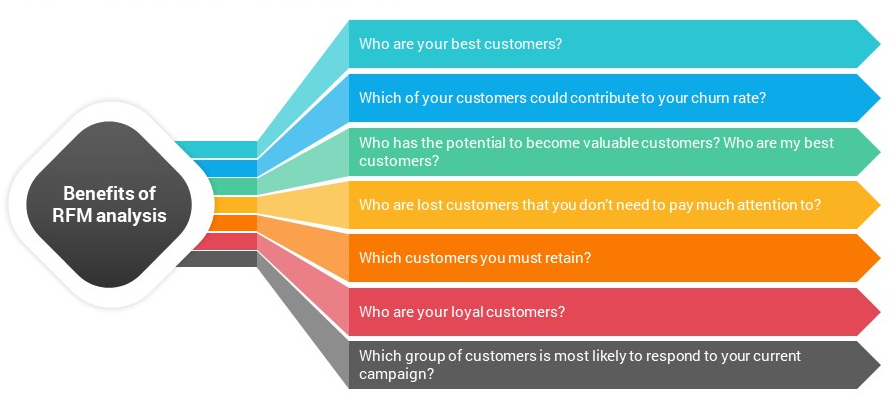 Benefits of
RFM analysis
Who are your best customers?
Which of your customers could contribute to your churn rate?
Who has the potential to become valuable customers? Who are my best
customers?
Who are lost customers that you don't need to pay much attention to?
Which customers you must retain?
Who are your loyal customers?
Which group of customers is most likely to respond to your current
campaign?